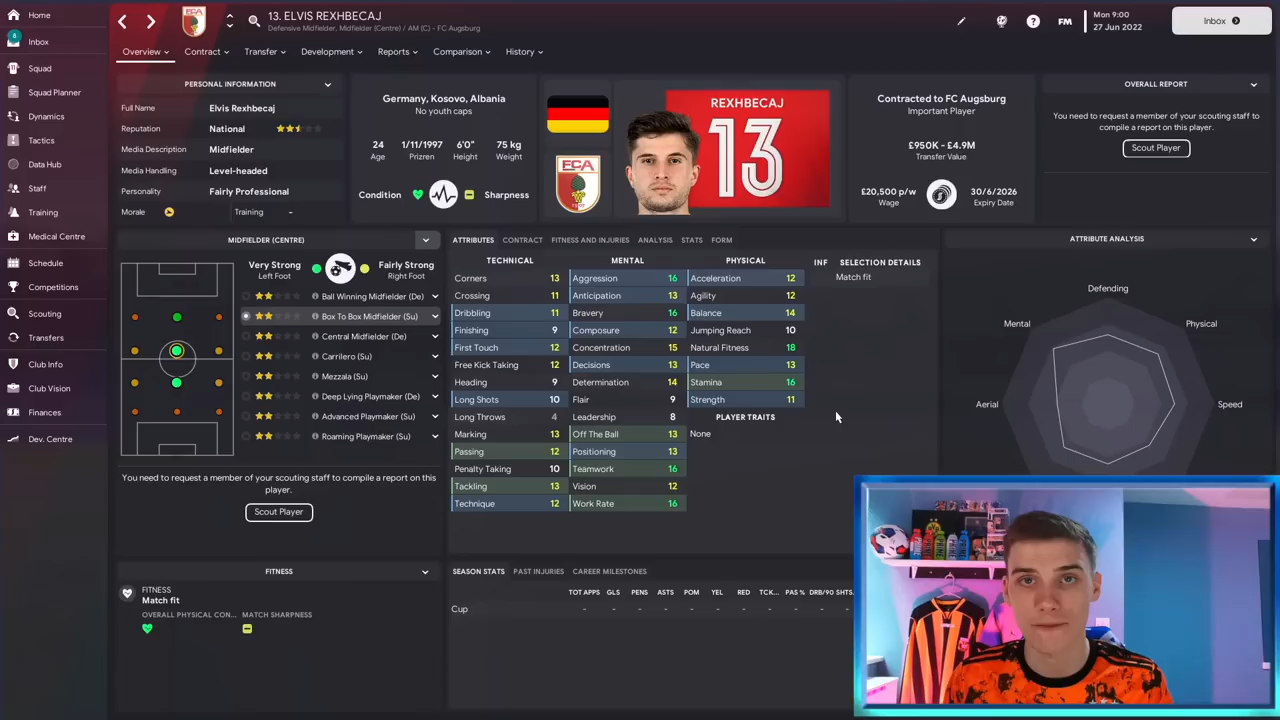 Home
Inbox
8
Squad
Squad Planner
Dynamics
Tactics
Data Hub
Staff
Training
Medical Centre
Schedule
Competitions
Scouting
Transfers
Club Info
Club Vision
Finances
Dev. Centre
13. ELVIS REXHBECAJ
Defensive Midfielder, Midfielder (Centre) / AM (C) - FC Augsburg
? FM
Mon 9:00
27 Jun 2022
Inbox
Overview Contract Transfer Development Reports Comparison History
PERSONAL INFORMATION
Full Name Elvis Rexhbecaj
Reputation National
Media Description Midfielder
Media Handling Level-headed
Personality Fairly Professional
Morale Training -
Germany, Kosovo, Albania
No youth caps
24 1/11/1997 6'0" 75 kg
Age Prizren Height Weight
Condition Sharpness
FCA
REXHBECAJ
13
Contracted to FC Augsburg
Important Player
£950K - £4.9M
Transfer Value
£20,500 p/w 30/6/2026
Wage Expiry Date
OVERALL REPORT
You need to request a member of your scouting staff to
compile a report on this player.
Scout Player
MIDFIELDER (CENTRE)
Very Strong Fairly Strong
Left Foot Right Foot
Ball Winning Midfielder (De)
Box To Box Midfielder (Su)
Central Midfielder (De)
Carrilero (Su)
Mezzala (Su)
Deep Lying Playmaker (De)
Advanced Playmaker (Su)
Roaming Playmaker (Su)
You need to request a member of your scouting staff to compile a report on this
player.
Scout Player
ATTRIBUTES CONTRACT FITNESS AND INJURIES ANALYSIS STATS FORM
TECHNICAL
Corners 13
Crossing 11
Dribbling 11
Finishing 9
First Touch 12
Free Kick Taking 12
Heading 9
Long Shots 10
Long Throws 4
Marking 13
Passing 12
Penalty Taking 10
Tackling 13
Technique 12
MENTAL
Aggression 16
Anticipation 13
Bravery 16
Composure 12
Concentration 15
Decisions 13
Determination 14
Flair 9
Leadership 8
Off The Ball 13
Positioning 13
Teamwork 16
Vision 12
Work Rate 16
PHYSICAL
Acceleration 12
Agility 12
Balance 14
Jumping Reach 10
Natural Fitness 18
Pace 13
Stamina 16
Strength 11
PLAYER TRAITS
None
INF SELECTION DETAILS
Match fit
ATTRIBUTE ANALYSIS
Defending
Mental Physical
Aerial Speed
FITNESS
FITNESS
Match fit
OVERALL PHYSICAL CON... MATCH SHARPNESS
SEASON STATS PAST INJURIES CAREER MILESTONES
TOT APPS GLS PENS ASTS POM YEL RED TCK... PAS % DRB/90 SHTS.
Cup - - - - - - - - - - -